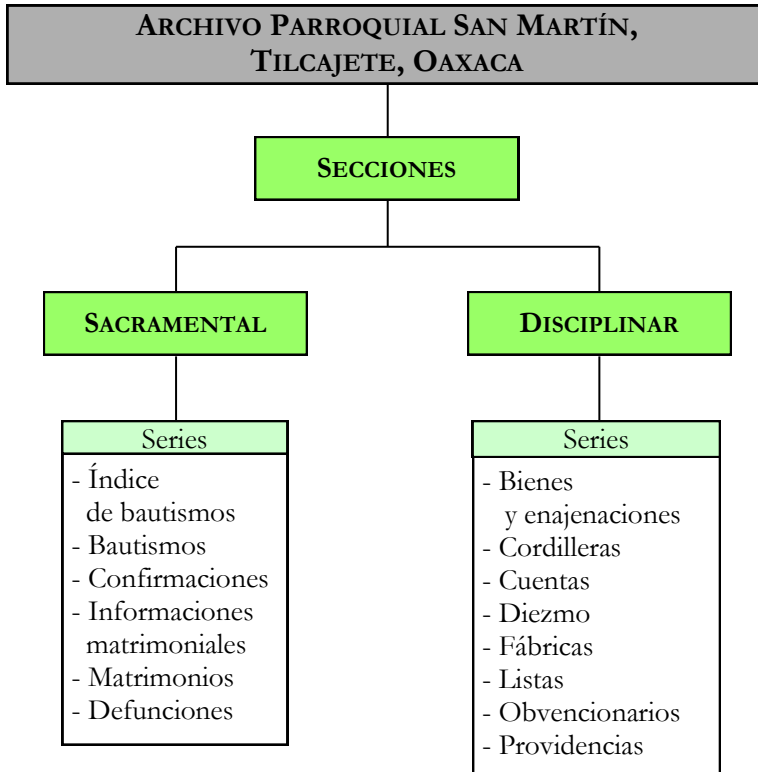 ARCHIVO PARROQUIAL SAN MARTÍN,
TILCAJETE, OAXACA
SECCIONES
SACRAMENTAL
Series
- Índice
de bautismos
- Bautismos
- Confirmaciones
- Informaciones
matrimoniales
- Matrimonios
- Defunciones
DISCIPLINAR
Series
- Bienes
y enajenaciones
- Cordilleras
- Cuentas
- Diezmo
- Fábricas
- Listas
- Obvencionarios
- Providencias